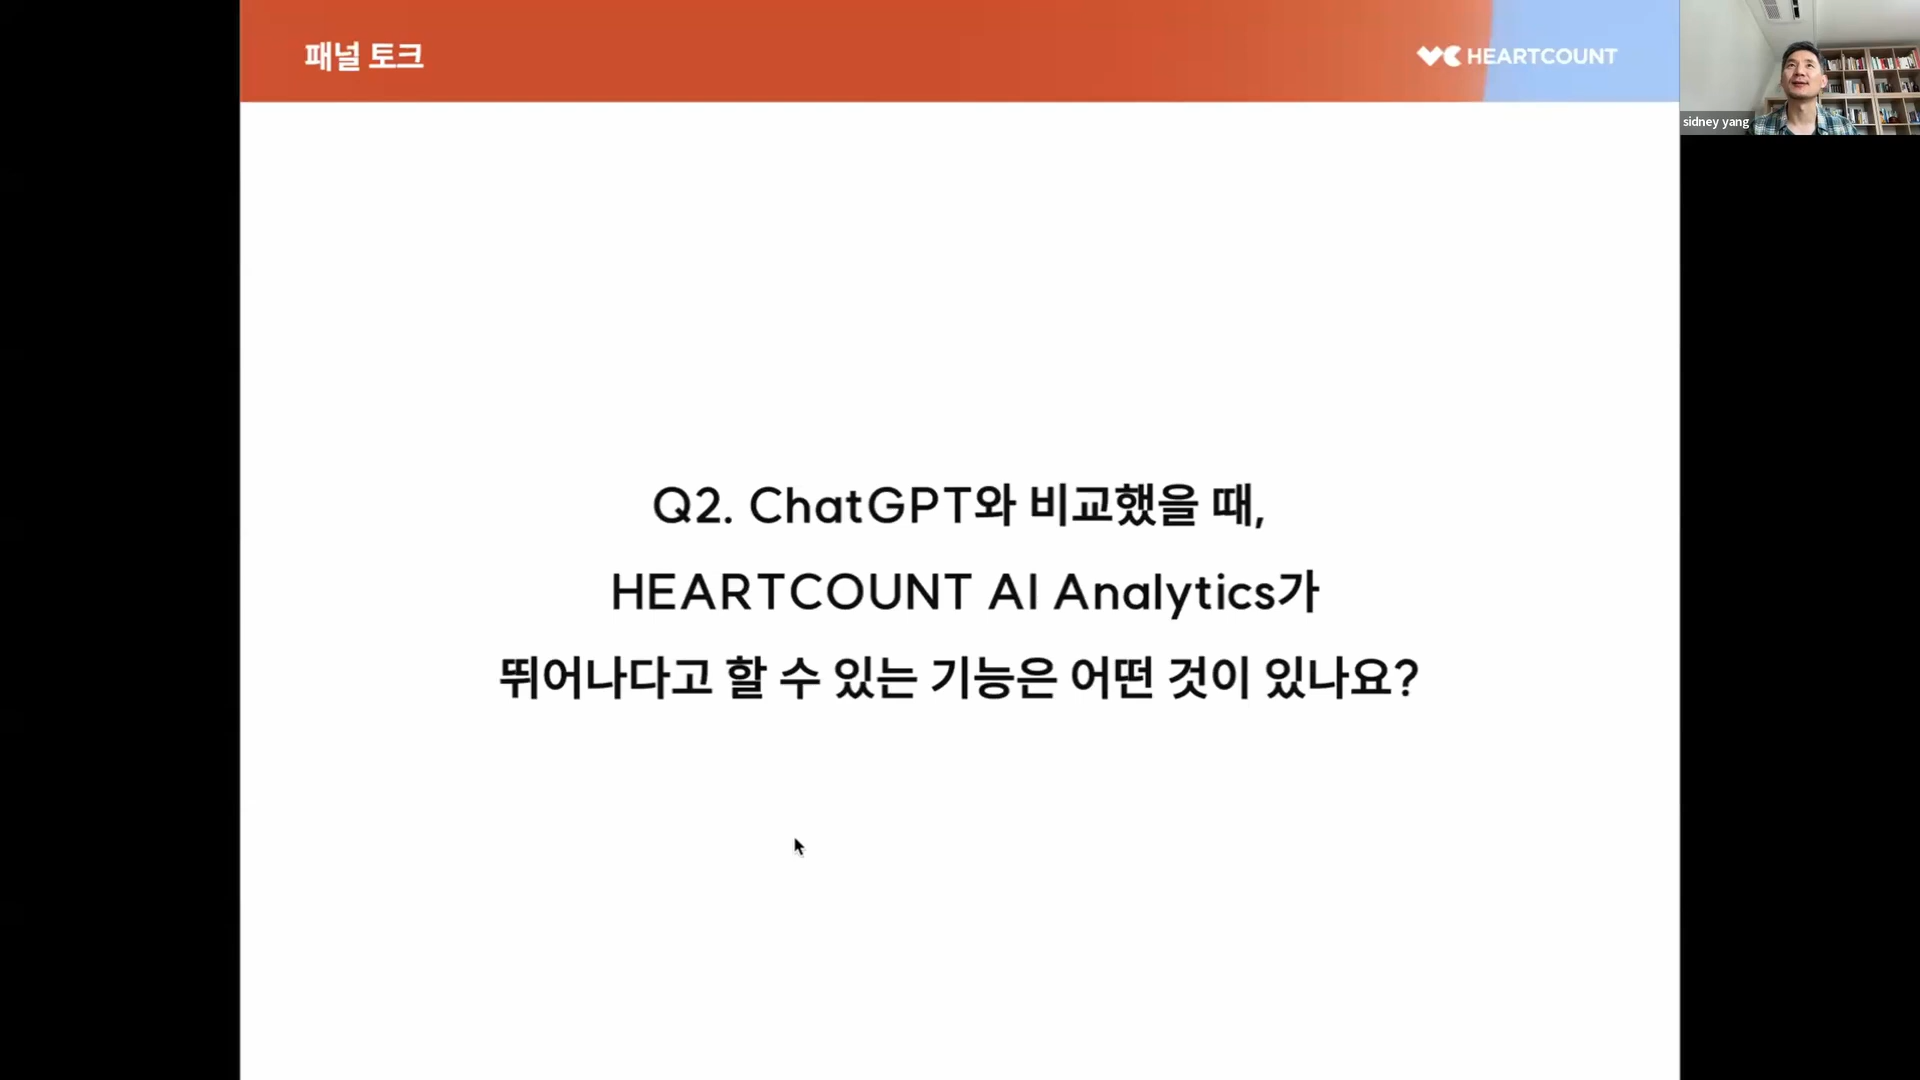 패널 토크
HEARTCOUNT
sidney yang
Q2. ChatGPT와 비교했을 때,
HEARTCOUNT AI Analytics가
뛰어나다고 할 수 있는 기능은 어떤 것이 있나요?